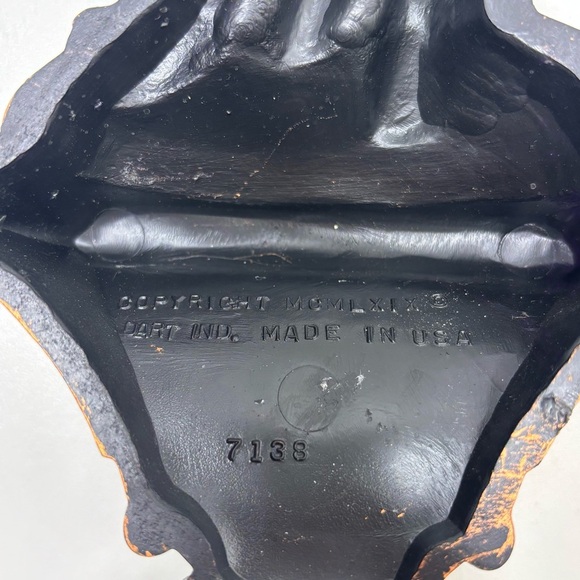 COPYRIGHT MCMLXIX ©
DART IND. MADE IN USA
7138